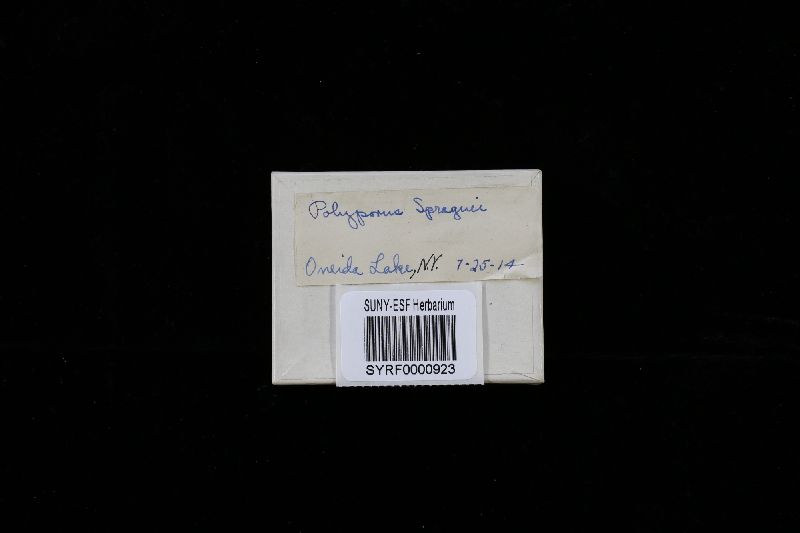 Polyporus Spraguei
Oneida Lake, N.Y. 7-25-14
SUNY-ESF Herbarium
SYRF0000923